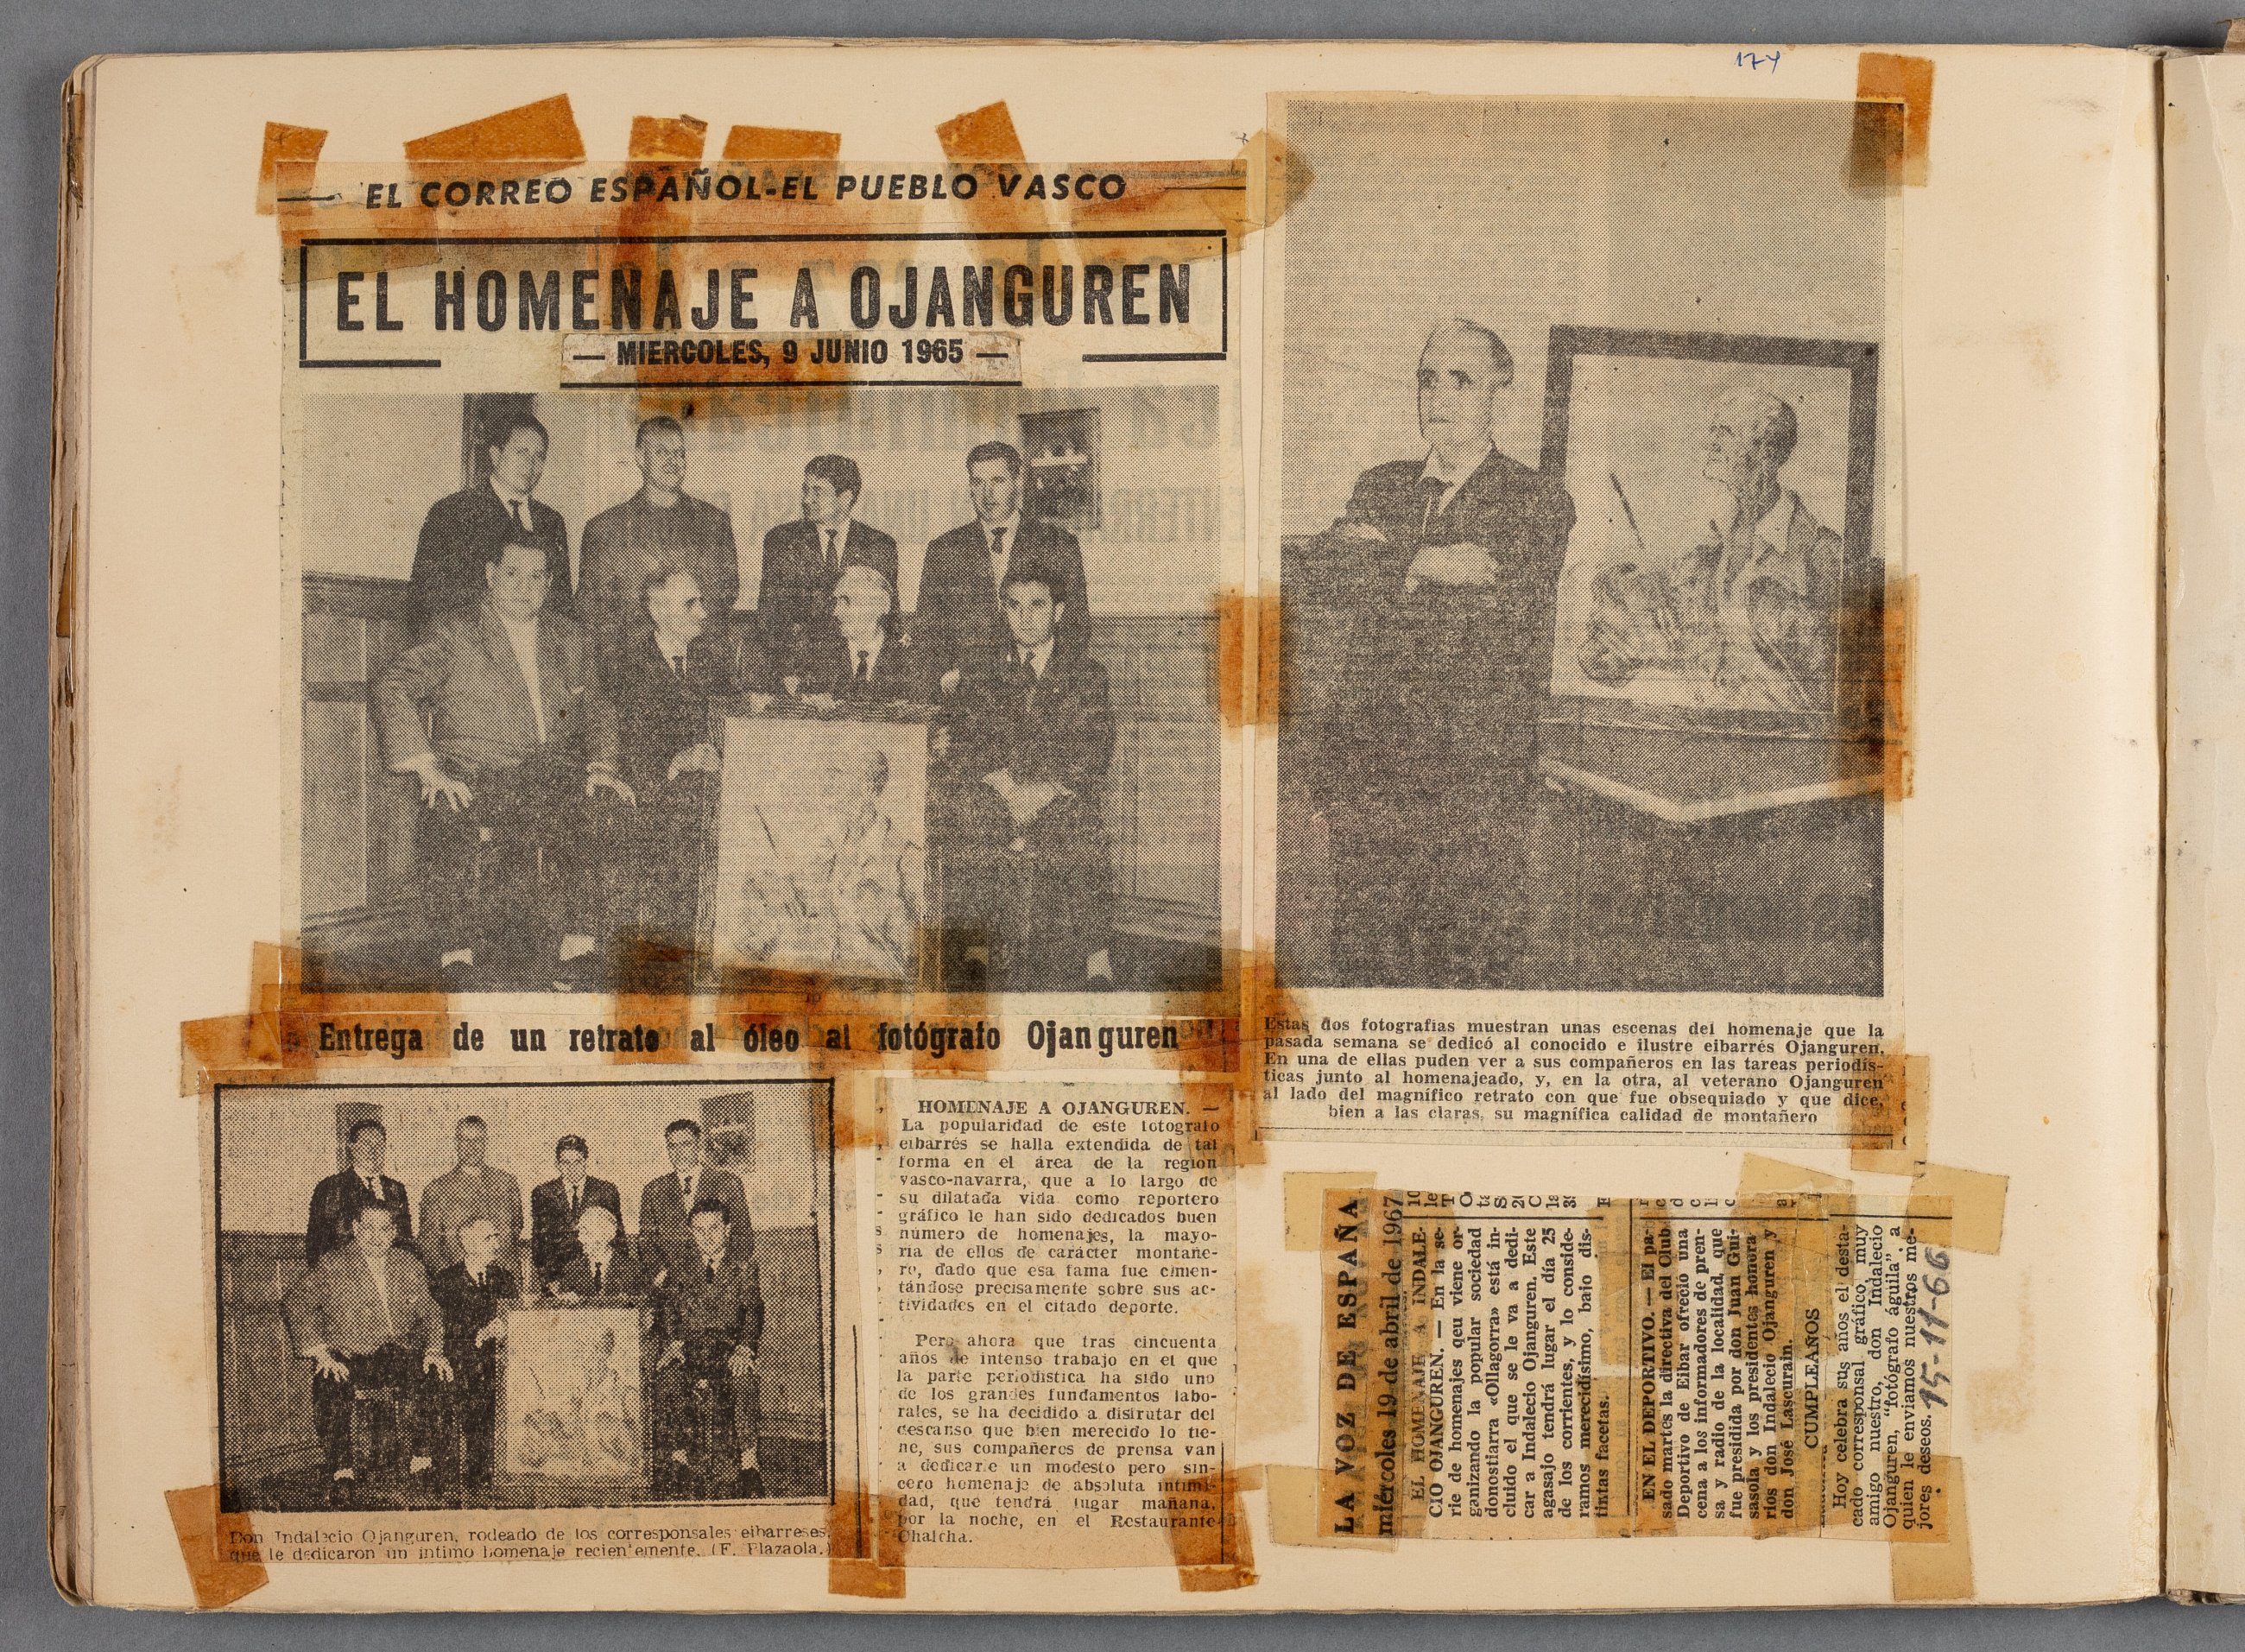 174
EL CORREO ESPAÑOL-EL PUEBLO VASCO
EL HOMENAJE A OJANGUREN
— MIERCOLES, 9 JUNIO 1965 —
Entrega de un retrato al óleo al fotógrafo Ojanguren
Don Indalecio Ojanguren, rodeado de los corresponsales eibarreses,
que le dedicaron un intimo homenaje recientemente. (F. Plazaola.)
HOMENAJE A OJANGUREN. —
La popularidad de este fotógrafo
eibarrés se halla extendida de tal
forma en el área de la región
vasco-navarra, que a lo largo de
su dilatada vida como reportero
gráfico le han sido dedicados buen
número de homenajes, la mayo-
ría de ellos de carácter montañe-
ro, dado que esa fama fue cimen-
tándose precisamente sobre sus ac-
tividades en el citado deporte.
Pero ahora que tras cincuenta
años de intenso trabajo en el que
la parte periodística ha sido uno
de los grandes fundamentos labo-
rales, se ha decidido a disfrutar del
descanso que bien merecido lo tie-
ne, sus compañeros de prensa van
a dedicarle un modesto pero sin-
cero homenaje de absoluta intimi-
dad, que tendrá lugar mañana,
por la noche, en el Restaurante
Chalcha.
Estas dos fotografías muestran unas escenas del homenaje que la
pasada semana se dedicó al conocido e ilustre eibarrés Ojanguren.
En una de ellas puden ver a sus compañeros en las tareas periodís-
ticas junto al homenajeado, y, en la otra, al veterano Ojanguren
al lado del magnífico retrato con que fue obsequiado y que dice,
bien a las claras, su magnífica calidad de montañero
LA VOZ DE ESPAÑA
miércoles 19 de abril de 1967
EL HOMENAJE A INDALE-
CIO OJANGUREN. — En la se-
rie de homenajes qeu viene or-
ganizando la popular sociedad
donostiarra «Ollagorra» está in-
cluido el que se le va a dedi-
car a Indalecio Ojanguren. Este
agasajo tendrá lugar el día 25
de los corrientes, y lo conside-
ramos merecidísimo, bajo dis-
tintas facetas.
EN EL DEPORTIVO. — El pa-
sado martes la directiva del Club
Deportivo de Eibar ofreció una
cena a los informadores de pren-
sa y radio de la localidad, que
fue presidida por don Juan Gui-
sasola y los presidentes honora-
rios don Indalecio Ojanguren y
don José Lascurain.
CUMPLEAÑOS
Hoy celebra sus años el desta-
cado corresponsal gráfico muy
amigo nuestro, don Indalecio
Ojanguren, "fotógrafo águila" a
quien le enviamos nuestros me-
jores deseos. 15-11-66